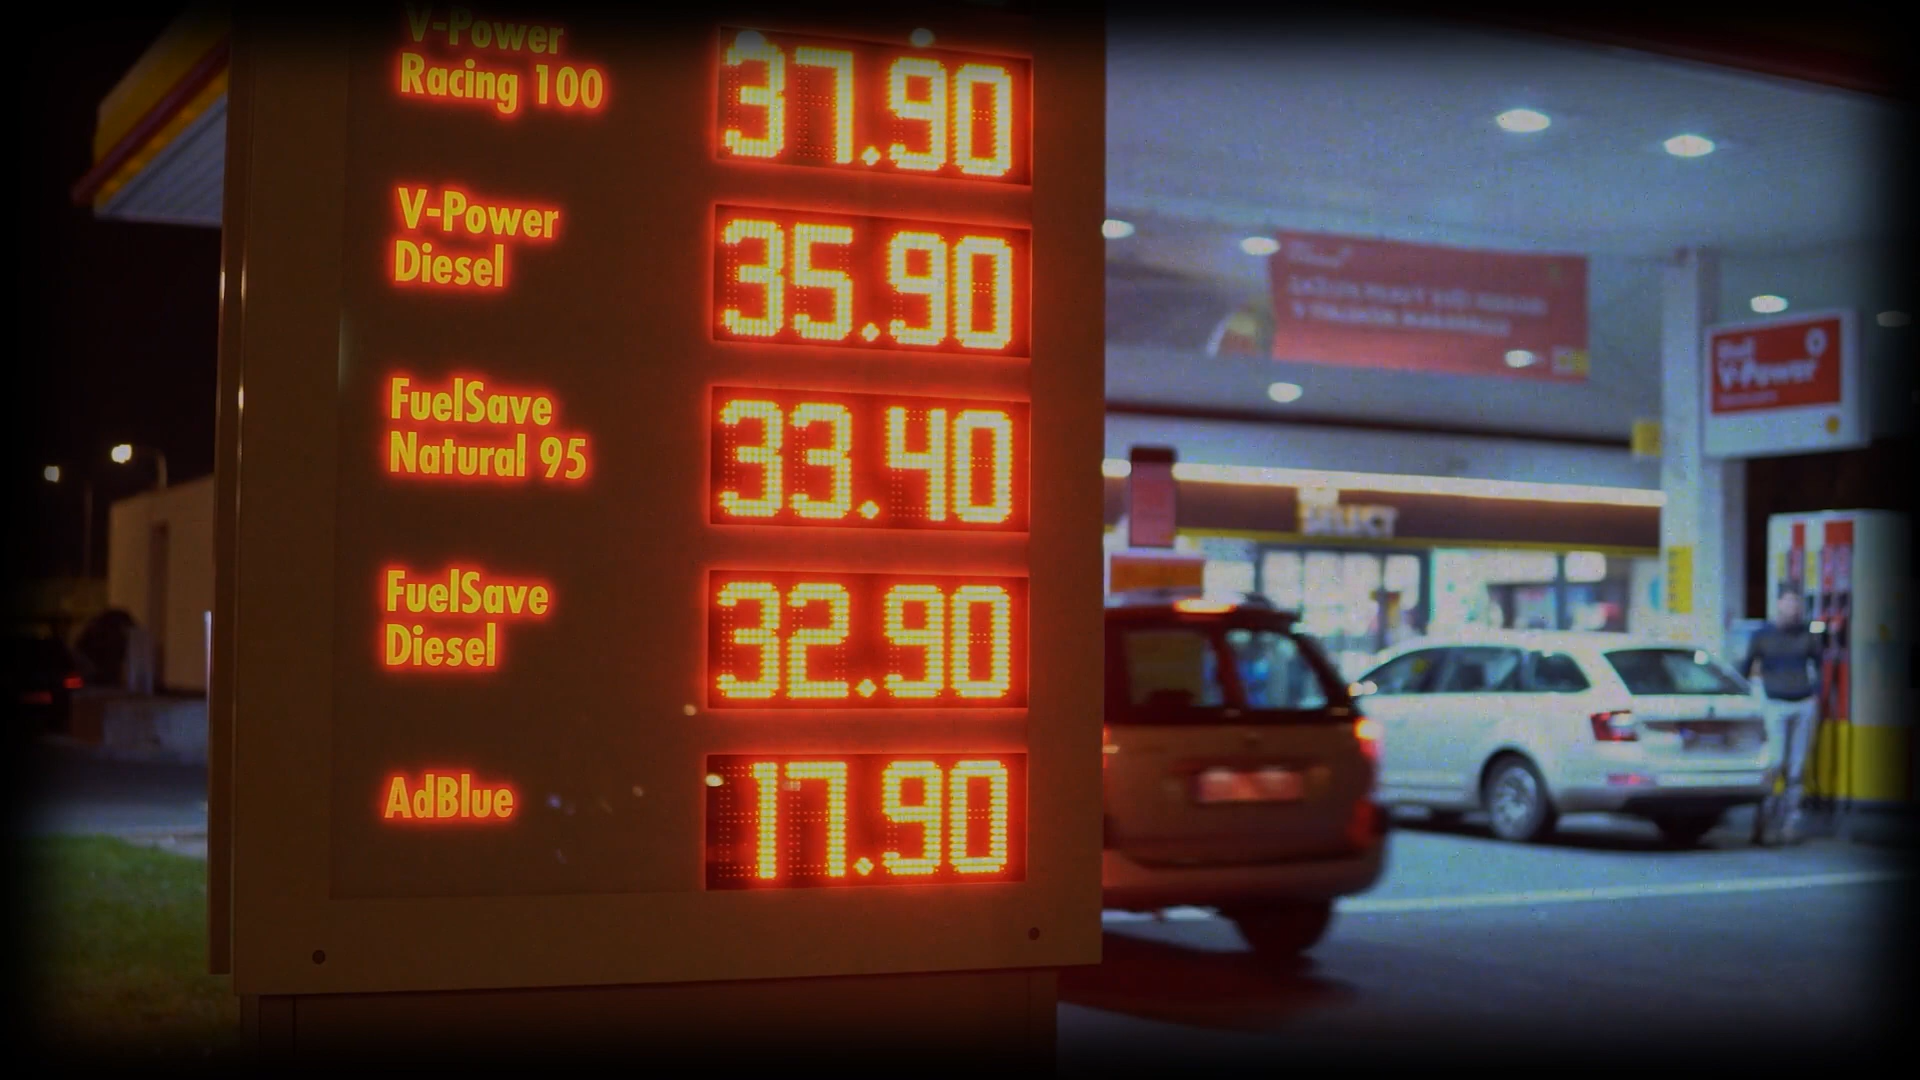 V-Power
Racing 100
37.90
V-Power
Diesel
35.90
FuelSave
Natural 95
33.40
FuelSave
Diesel
32.90
AdBlue
17.90
V-Power